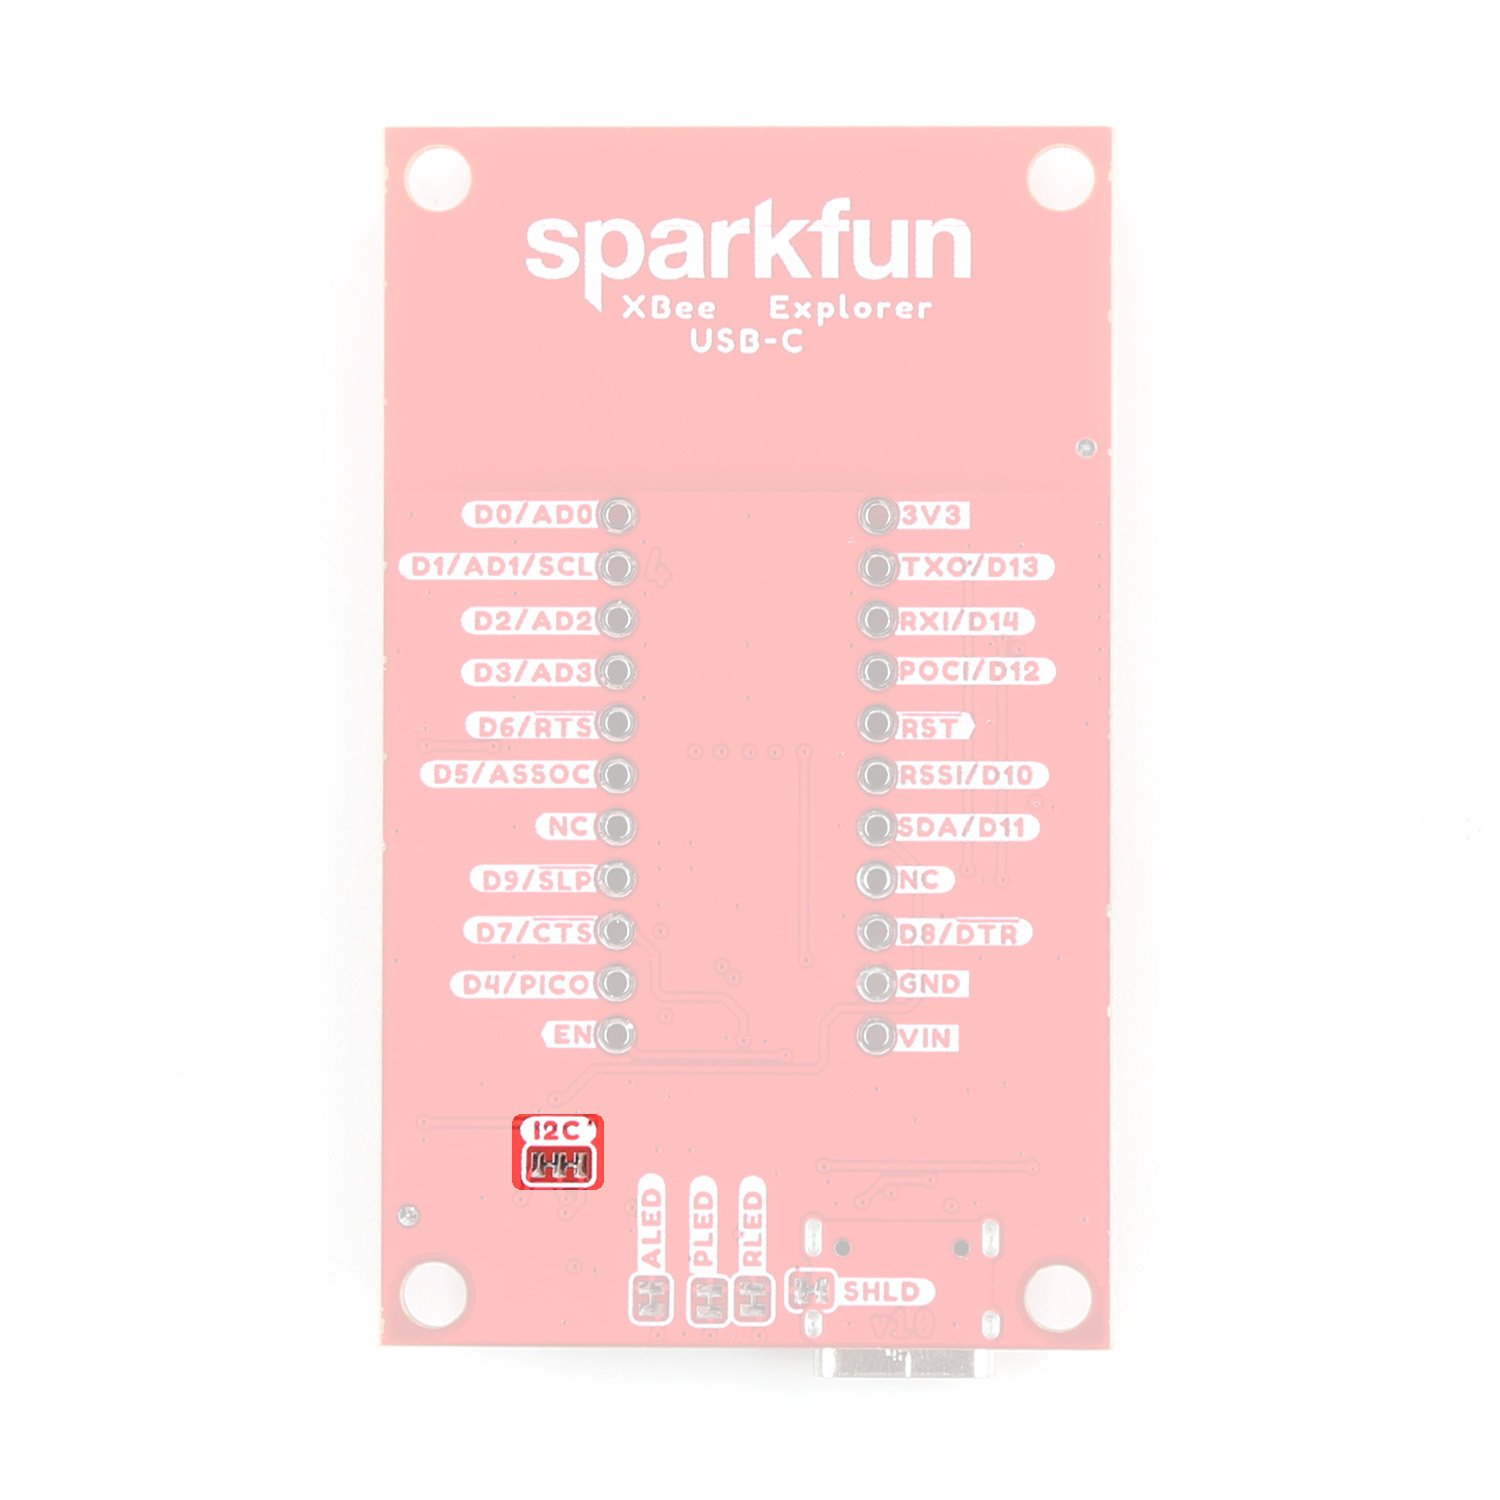 sparkfun
XBee Explorer
USB-C
D0/AD0 3V3
D1/AD1/SCL TXO/D13
4
D2/AD2 RXI/D14
D3/AD3 POCI/D12
D6/RTS RST
D5/ASSOC RSSI/D10
NC SDA/D11
D9/SLP NC
D7/CTS D8/DTR
D4/PICO GND
EN VIN
I2C
ALED
PLED
RLED
SHLD
v10